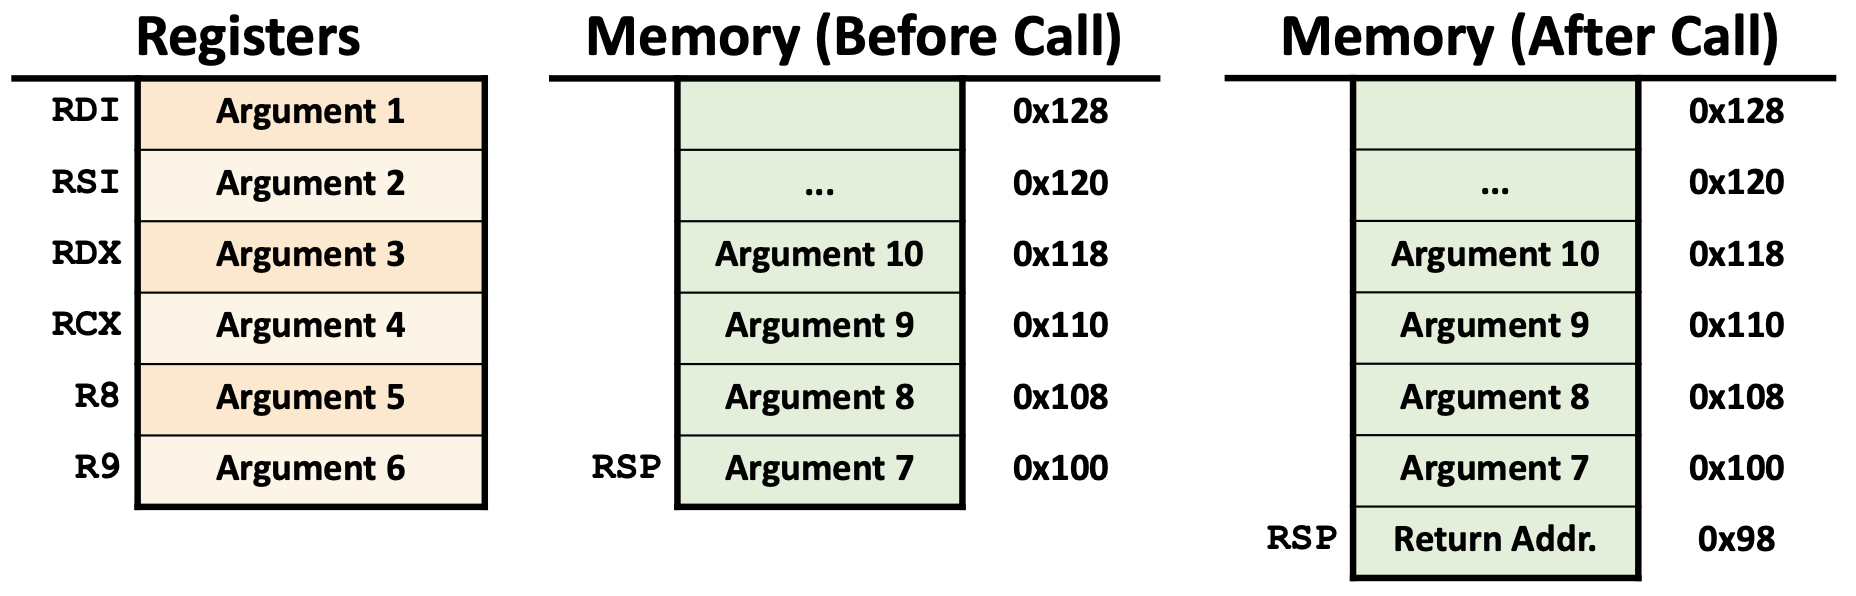 Registers Memory (Before Call) Memory (After Call)
RDI Argument 1 0x128 0x128
RSI Argument 2 ... 0x120 ... 0x120
RDX Argument 3 Argument 10 0x118 Argument 10 0x118
RCX Argument 4 Argument 9 0x110 Argument 9 0x110
R8 Argument 5 Argument 8 0x108 Argument 8 0x108
R9 Argument 6 RSP Argument 7 0x100 Argument 7 0x100
RSP Return Addr. 0x98